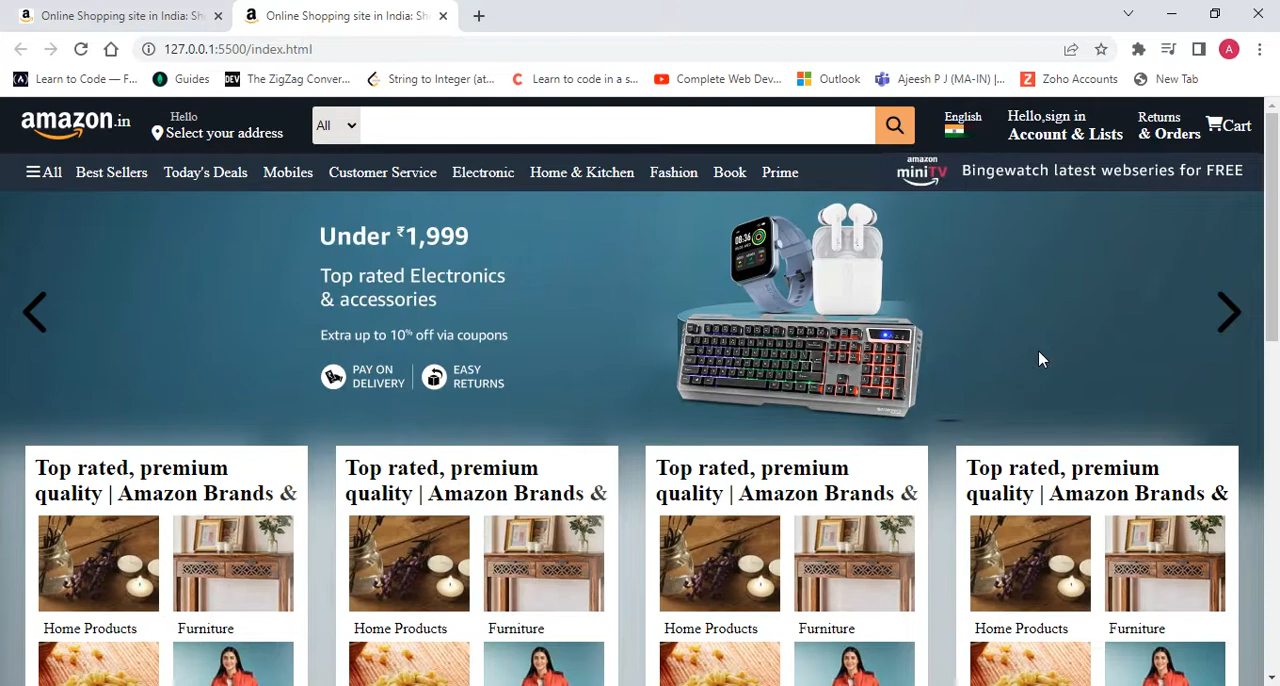 Online Shopping site in India: Sh
Online Shopping site in India: Sh
127.0.0.1:5500/index.html
A
Learn to Code — F...
Guides
DEV The ZigZag Conver...
String to Integer (at...
C Learn to code in a s...
Complete Web Dev...
Outlook
Ajeesh P J (MA-IN) |...
Z Zoho Accounts
New Tab
amazon.in
Hello
Select your address
All
English
Hello,sign in
Account & Lists
Returns
& Orders
Cart
All Best Sellers Today's Deals Mobiles Customer Service Electronic Home & Kitchen Fashion Book Prime
amazon
miniTV
Bingewatch latest webseries for FREE
Under ₹1,999
Top rated Electronics
& accessories
Extra up to 10% off via coupons
PAY ON
DELIVERY
EASY
RETURNS
08:36
Top rated, premium
quality | Amazon Brands &
Home Products Furniture
Top rated, premium
quality | Amazon Brands &
Home Products Furniture
Top rated, premium
quality | Amazon Brands &
Home Products Furniture
Top rated, premium
quality | Amazon Brands &
Home Products Furniture